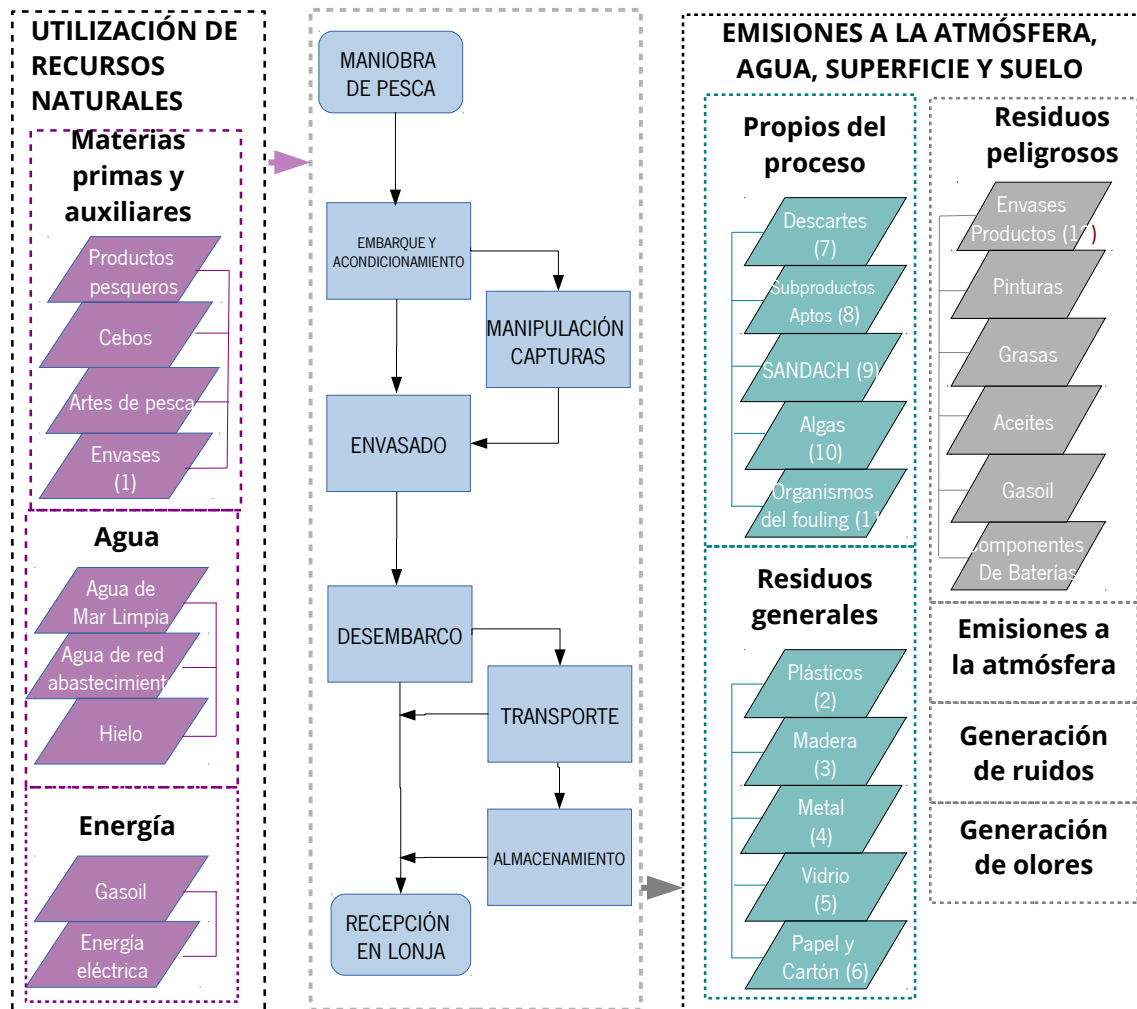 UTILIZACIÓN DE
RECURSOS
NATURALES
Materias
primas y
auxiliares
Productos
pesqueros
Cebos
Artes de pesca
Envases
(1)
Agua
Agua de
Mar Limpia
Agua de red
abastecimient
Hielo
Energía
Gasoil
Energía
eléctrica
MANIOBRA
DE PESCA
EMBARQUE Y
ACONDICIONAMIENTO
MANIPULACIÓN
CAPTURAS
ENVASADO
DESEMBARCO
TRANSPORTE
ALMACENAMIENTO
RECEPCIÓN
EN LONJA
EMISIONES A LA ATMÓSFERA,
AGUA, SUPERFICIE Y SUELO
Propios del
proceso
Descartes
(7)
Subproductos
Aptos (8)
SANDACH (9)
Algas
(10)
Organismos
del fouling (11
Residuos
generales
Plásticos
(2)
Madera
(3)
Metal
(4)
Vidrio
(5)
Papel y
Cartón (6)
Residuos
peligrosos
Envases
Productos (12)
Pinturas
Grasas
Aceites
Gasoil
Componentes
De Baterías
Emisiones a
la atmósfera
Generación
de ruidos
Generación
de olores